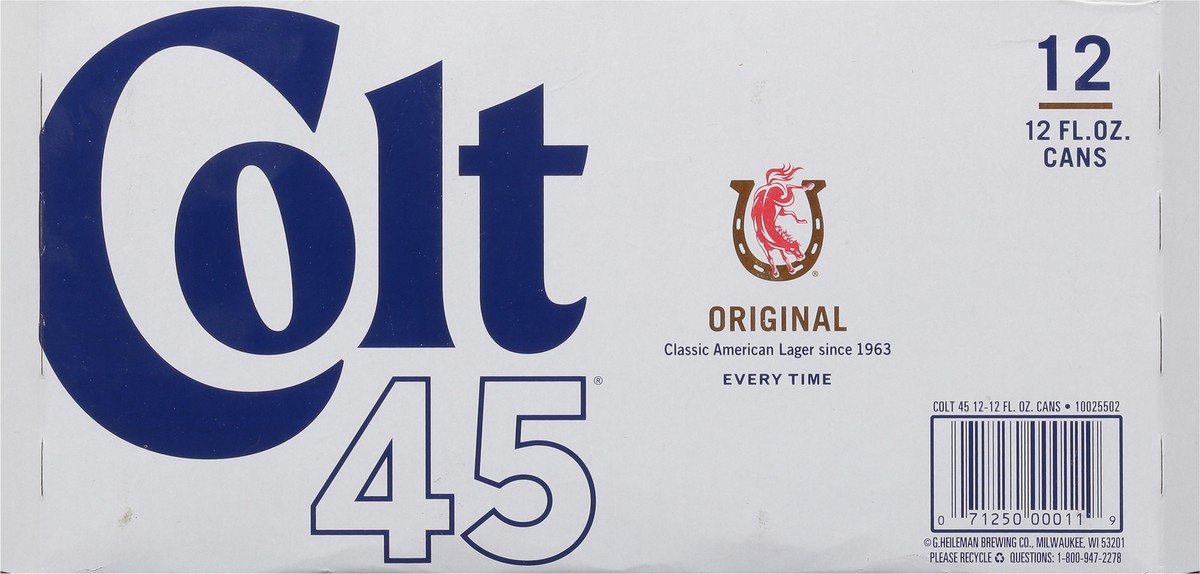 Colt
45®
®
ORIGINAL
Classic American Lager since 1963
EVERY TIME
12
12 FL.OZ.
CANS
COLT 45 12-12 FL. OZ. CANS • 10025502
0 71250 00011 9
© G.HEILEMAN BREWING CO., MILWAUKEE, WI 53201
PLEASE RECYCLE ♻ QUESTIONS: 1-800-947-2278